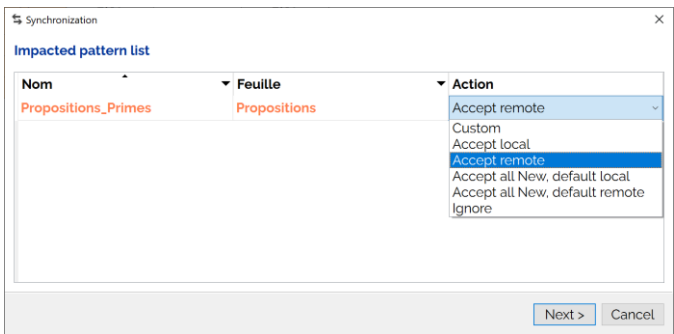 Synchronization
Impacted pattern list
Nom Feuille Action
Propositions_Primes Propositions Accept remote
Custom
Accept local
Accept remote
Accept all New, default local
Accept all New, default remote
Ignore
Next > Cancel